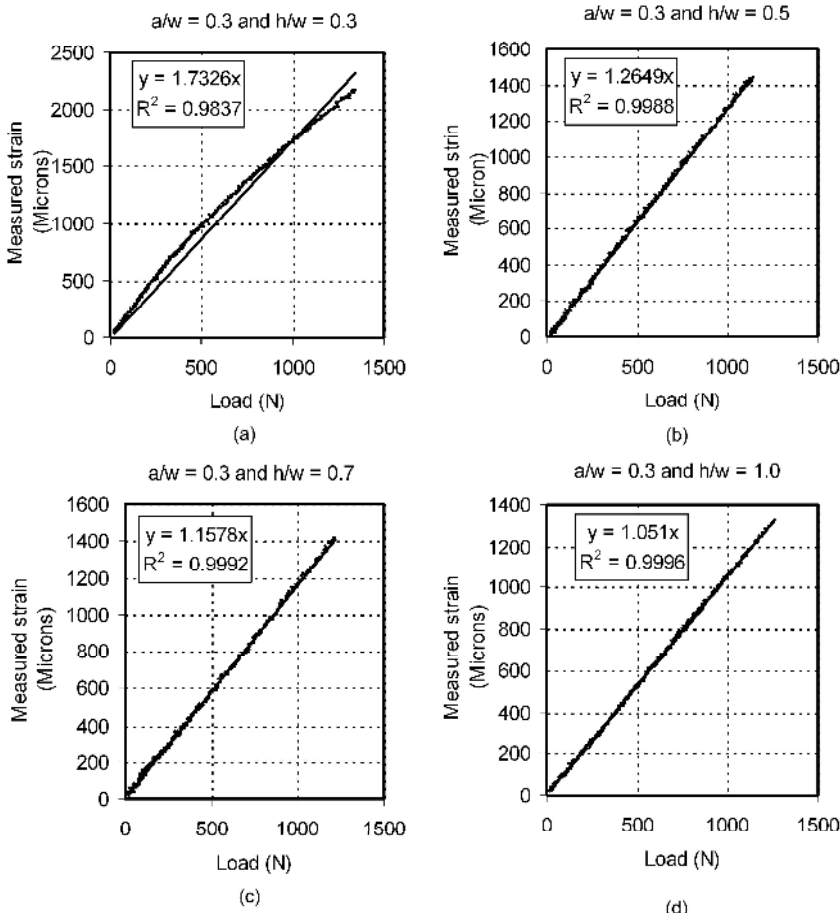 a/w = 0.3 and h/w = 0.3
2500
2000
1500
1000
500
0
y = 1.7326x
R² = 0.9837
Measured strain
(Microns)
0 500 1000 1500
Load (N)
(a)
a/w = 0.3 and h/w = 0.5
1600
1400
1200
1000
800
600
400
200
0
y = 1.2649x
R² = 0.9988
Measured strin
(Micron)
0 500 1000 1500
Load (N)
(b)
a/w = 0.3 and h/w = 0.7
1600
1400
1200
1000
800
600
400
200
0
y = 1.1578x
R² = 0.9992
Measured strain
(Microns)
0 500 1000 1500
Load (N)
(c)
a/w = 0.3 and h/w = 1.0
1400
1200
1000
800
600
400
200
0
y = 1.051x
R² = 0.9996
Measured strain
(Microns)
0 500 1000 1500
Load (N)
(d)